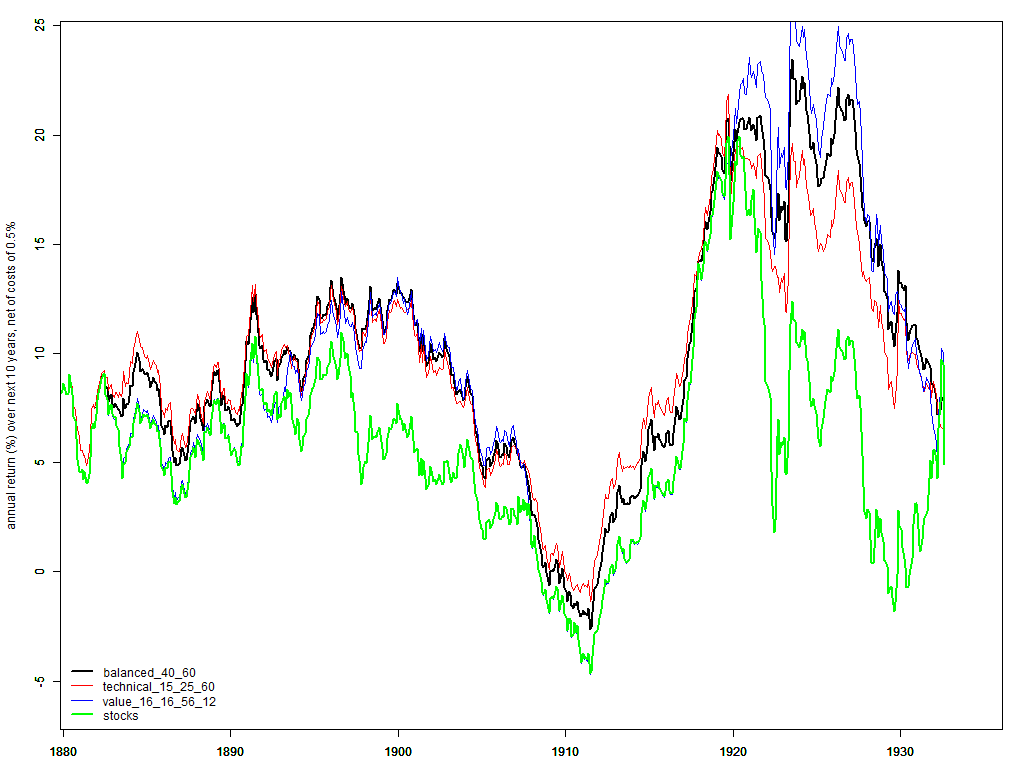 annual return (%) over next 10 years, net of costs of 0.5%
25
20
15
10
5
0
-5
balanced_40_60
technical_15_25_60
value_16_16_56_12
stocks
1880 1890 1900 1910 1920 1930